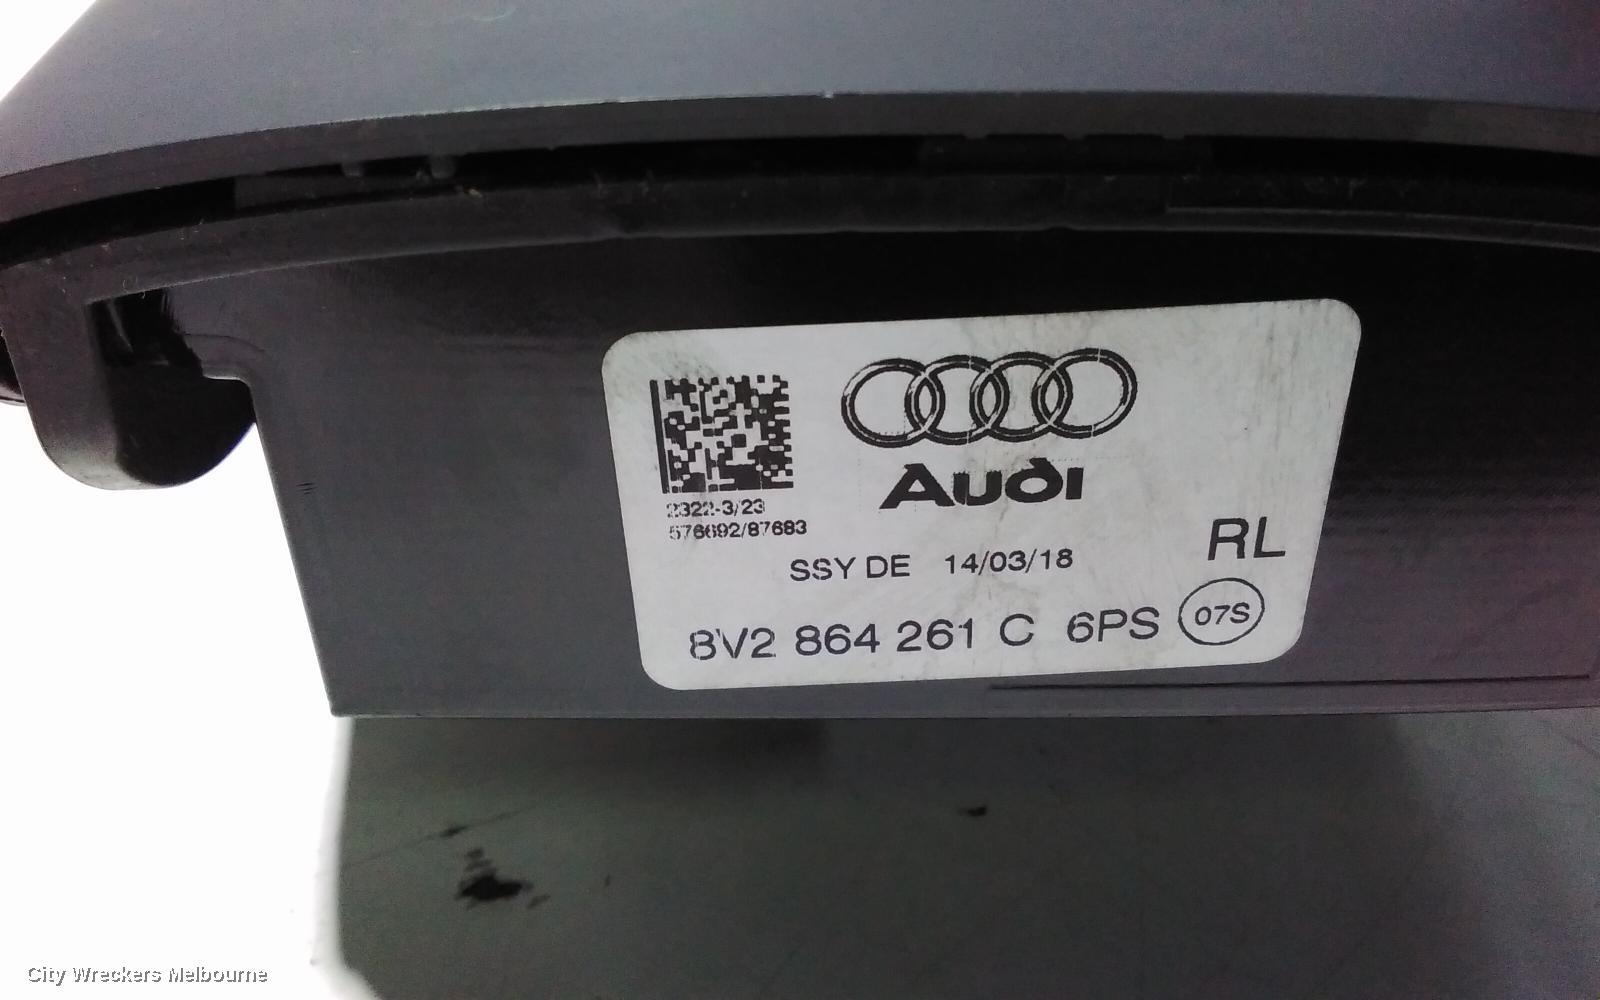 Audi
2322-3/23
576692/87683
SSY DE 14/03/18
RL
8V2 864 261 C 6PS 07S
City Wreckers Melbourne